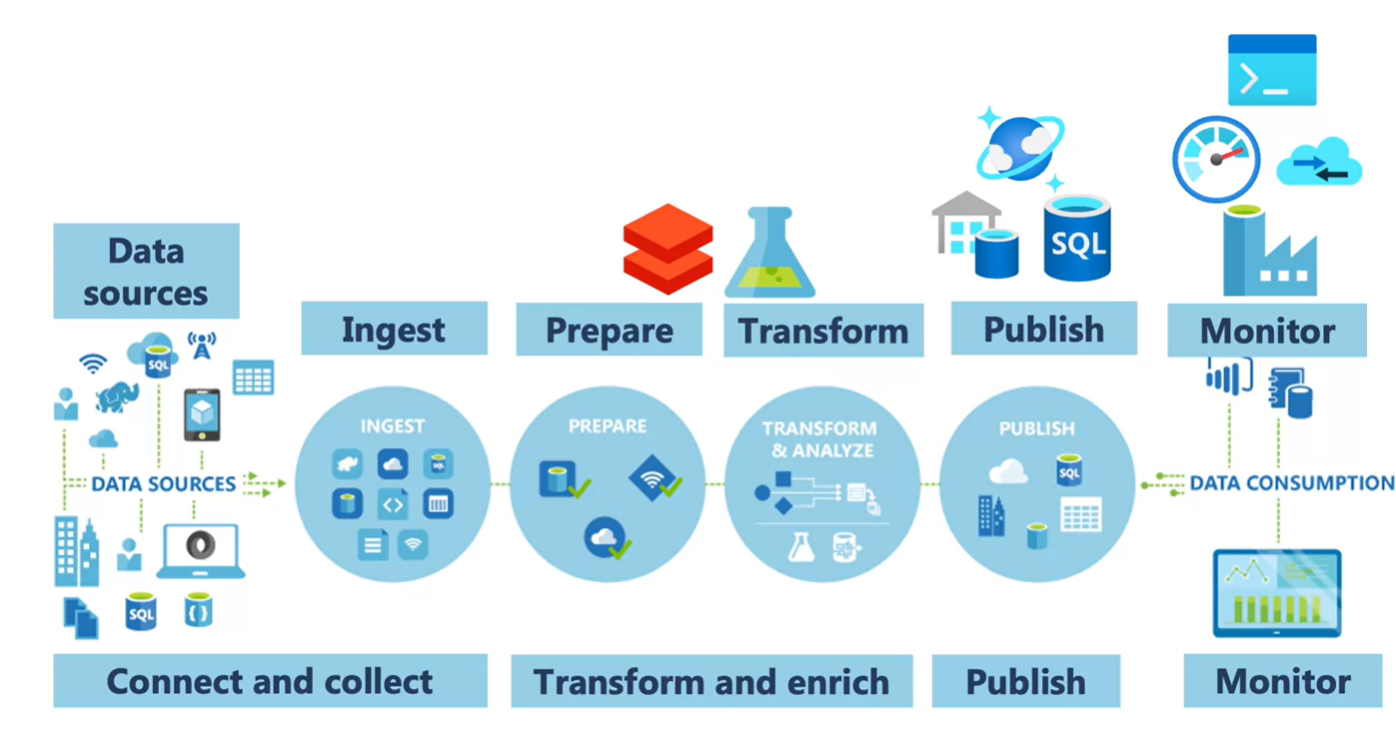 Data
sources
Ingest
Prepare
Transform
Publish
Monitor
SQL
SQL
INGEST
SQL
PREPARE
TRANSFORM
& ANALYZE
PUBLISH
SQL
DATA SOURCES
DATA CONSUMPTION
SQL
{ }
Connect and collect
Transform and enrich
Publish
Monitor